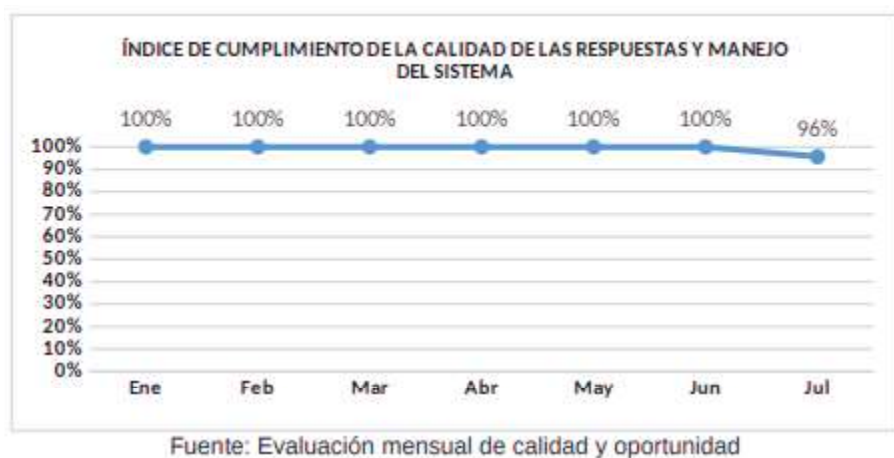 ÍNDICE DE CUMPLIMIENTO DE LA CALIDAD DE LAS RESPUESTAS Y MANEJO
DEL SISTEMA
100% 100% 100% 100% 100% 100% 96%
100%
90%
80%
70%
60%
50%
40%
30%
20%
10%
0%
Ene Feb Mar Abr May Jun Jul
Fuente: Evaluación mensual de calidad y oportunidad